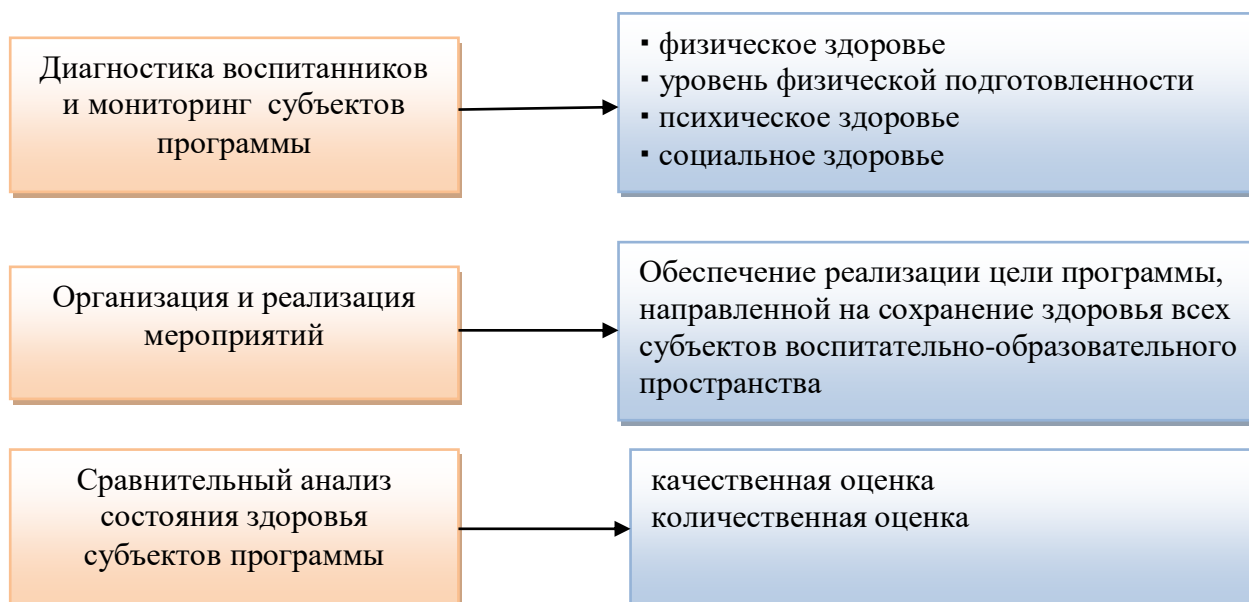 Диагностика воспитанников
и мониторинг субъектов
программы
▪ физическое здоровье
▪ уровень физической подготовленности
▪ психическое здоровье
▪ социальное здоровье
Организация и реализация
мероприятий
Обеспечение реализации цели программы,
направленной на сохранение здоровья всех
субъектов воспитательно-образовательного
пространства
Сравнительный анализ
состояния здоровья
субъектов программы
качественная оценка
количественная оценка